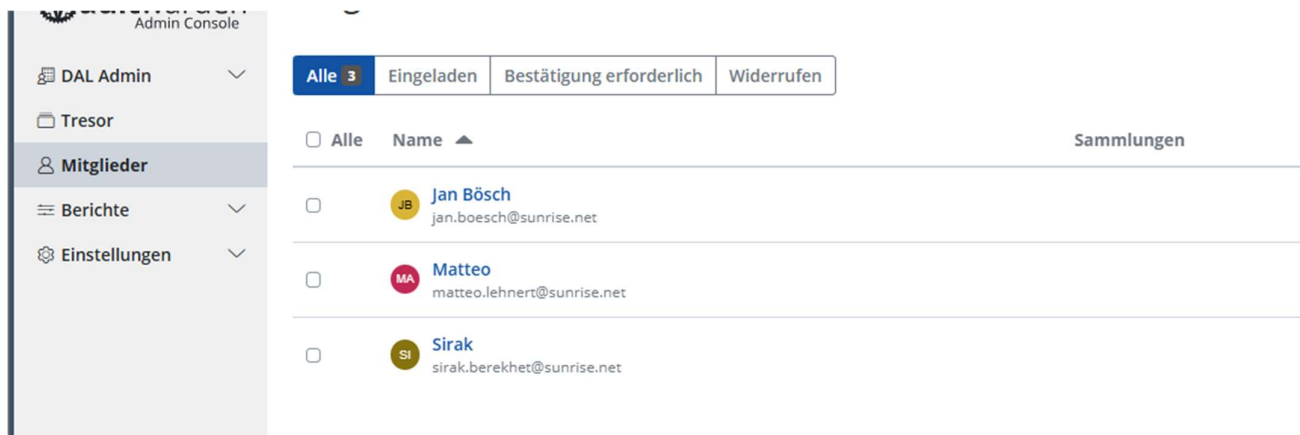 Admin Console
DAL Admin
Tresor
Mitglieder
Berichte
Einstellungen
Alle 3 Eingeladen Bestätigung erforderlich Widerrufen
Alle Name Sammlungen
JB Jan Bösch
jan.boesch@sunrise.net
MA Matteo
matteo.lehnert@sunrise.net
SI Sirak
sirak.berekhet@sunrise.net